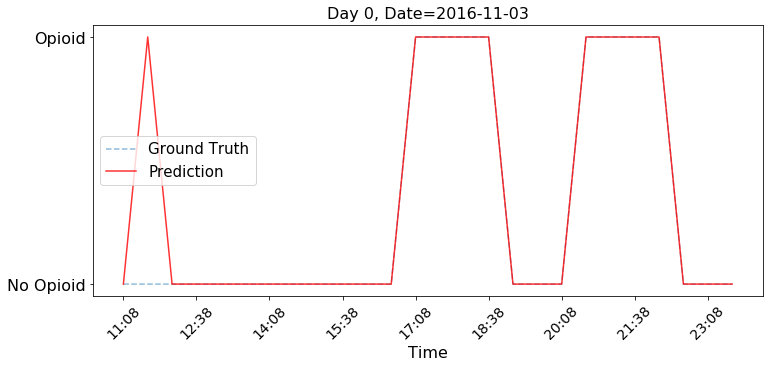 Day 0, Date=2016-11-03
Opioid
Ground Truth
Prediction
No Opioid
11:08
12:38
14:08
15:38
17:08
18:38
20:08
21:38
23:08
Time